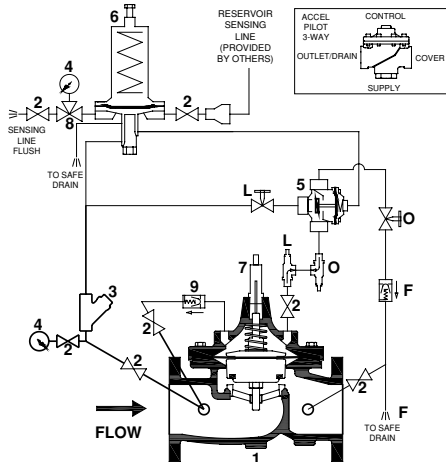 6
RESERVOIR
SENSING
LINE
(PROVIDED
BY OTHERS)
ACCEL
PILOT
3-WAY
CONTROL
OUTLET/DRAIN
COVER
SUPPLY
4
2
8
2
SENSING
LINE
FLUSH
TO SAFE
DRAIN
L
5
O
L
O
7
9
2
2
F
3
4
2
2
2
FLOW
1
TO SAFE
DRAIN
F